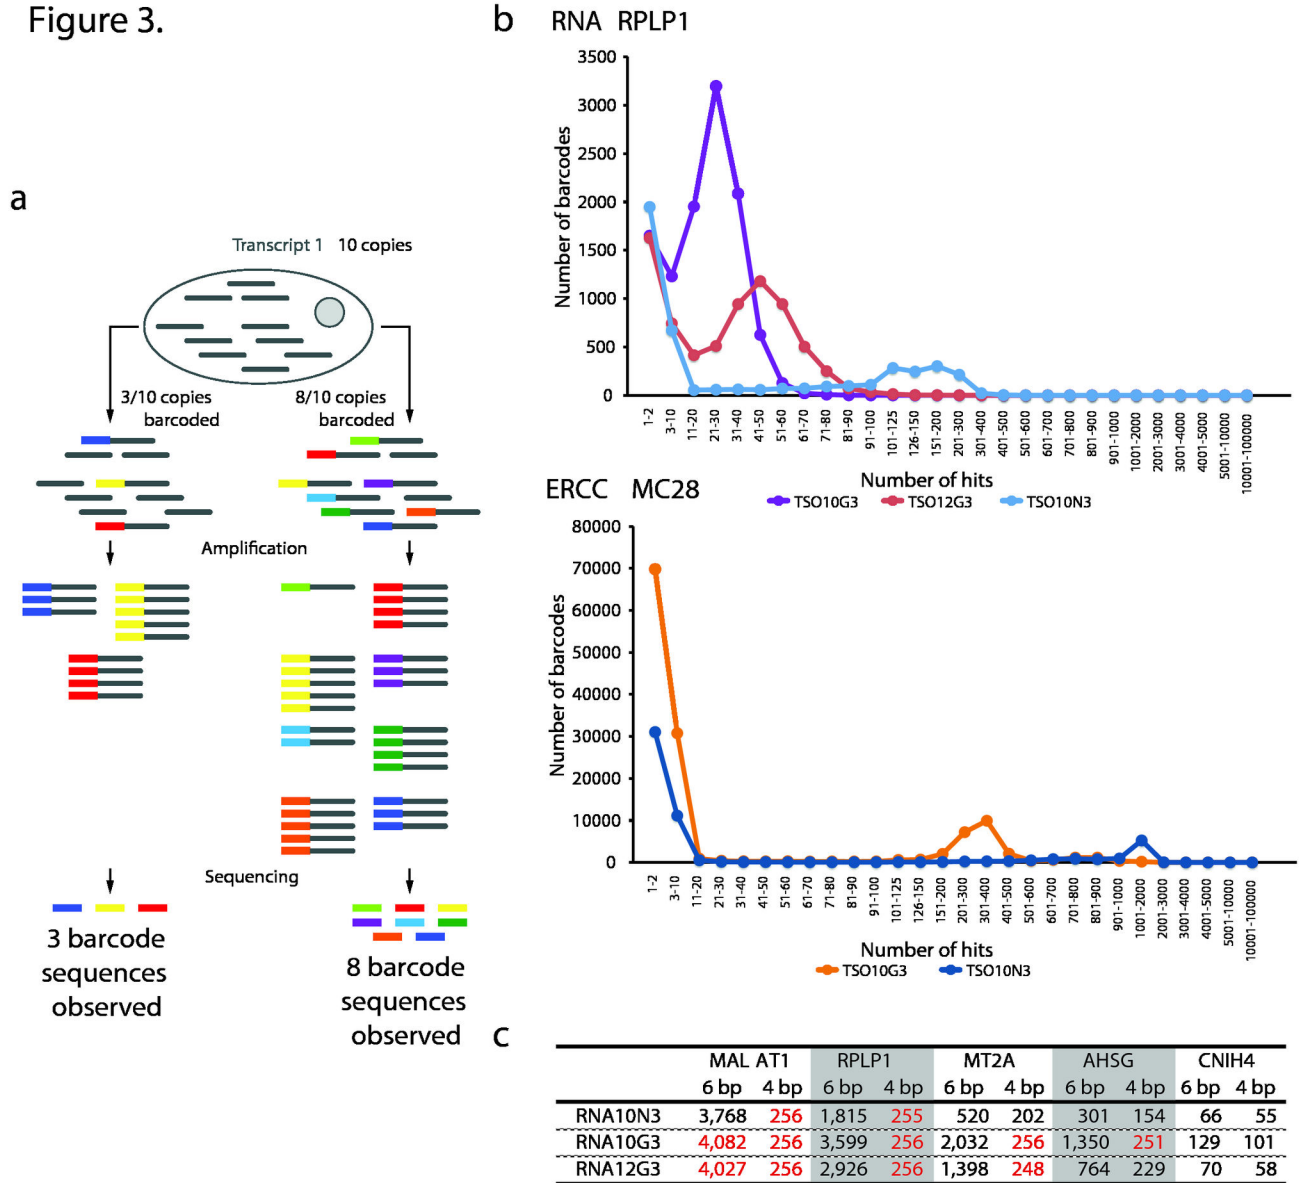 Figure 3.
a
Transcript 1 10 copies
3/10 copies
barcoded
8/10 copies
barcoded
Amplification
Sequencing
3 barcode
sequences
observed
8 barcode
sequences
observed
b RNA RPLP1
Number of barcodes
3500
3000
2500
2000
1500
1000
500
0
1-2
3-10
11-20
21-30
31-40
41-50
51-60
61-70
71-80
81-90
91-100
101-125
126-150
151-200
201-300
301-400
401-500
501-600
601-700
701-800
801-900
901-1000
1001-2000
2001-3000
3001-4000
4001-5000
5001-10000
10001-100000
Number of hits
TSO10G3 TSO12G3 TSO10N3
ERCC MC28
Number of barcodes
80000
70000
60000
50000
40000
30000
20000
10000
0
1-2
3-10
11-20
21-30
31-40
41-50
51-60
61-70
71-80
81-90
91-100
101-125
126-150
151-200
201-300
301-400
401-500
501-600
601-700
701-800
801-900
901-1000
1001-2000
2001-3000
3001-4000
4001-5000
5001-10000
10001-100000
Number of hits
TSO10G3 TSO10N3
c
MAL AT1 RPLP1 MT2A AHSG CNIH4
6 bp 4 bp 6 bp 4 bp 6 bp 4 bp 6 bp 4 bp 6 bp 4 bp
RNA10N3 3,768 256 1,815 255 520 202 301 154 66 55
RNA10G3 4,082 256 3,599 256 2,032 256 1,350 251 129 101
RNA12G3 4,027 256 2,926 256 1,398 248 764 229 70 58